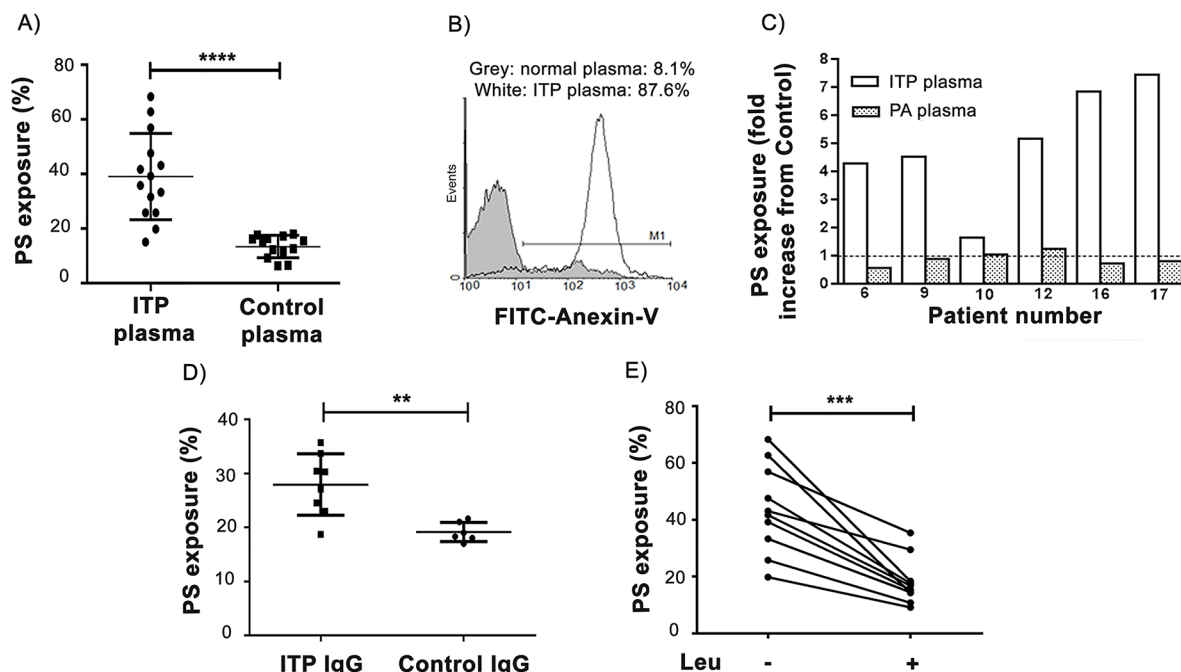 A)
PS exposure (%)
80
60
40
20
0
****
ITP
plasma
Control
plasma
B)
Grey: normal plasma: 8.1%
White: ITP plasma: 87.6%
Events
0
M1
10⁰ 10¹ 10² 10³ 10⁴
FITC-Anexin-V
C)
PS exposure (fold
increase from Control)
8
7
6
5
4
3
2
1
0
ITP plasma
PA plasma
6 9 10 12 16 17
Patient number
D)
PS exposure (%)
40
30
20
10
0
**
ITP IgG
Control IgG
E)
PS exposure (%)
80
60
40
20
0
***
Leu - +